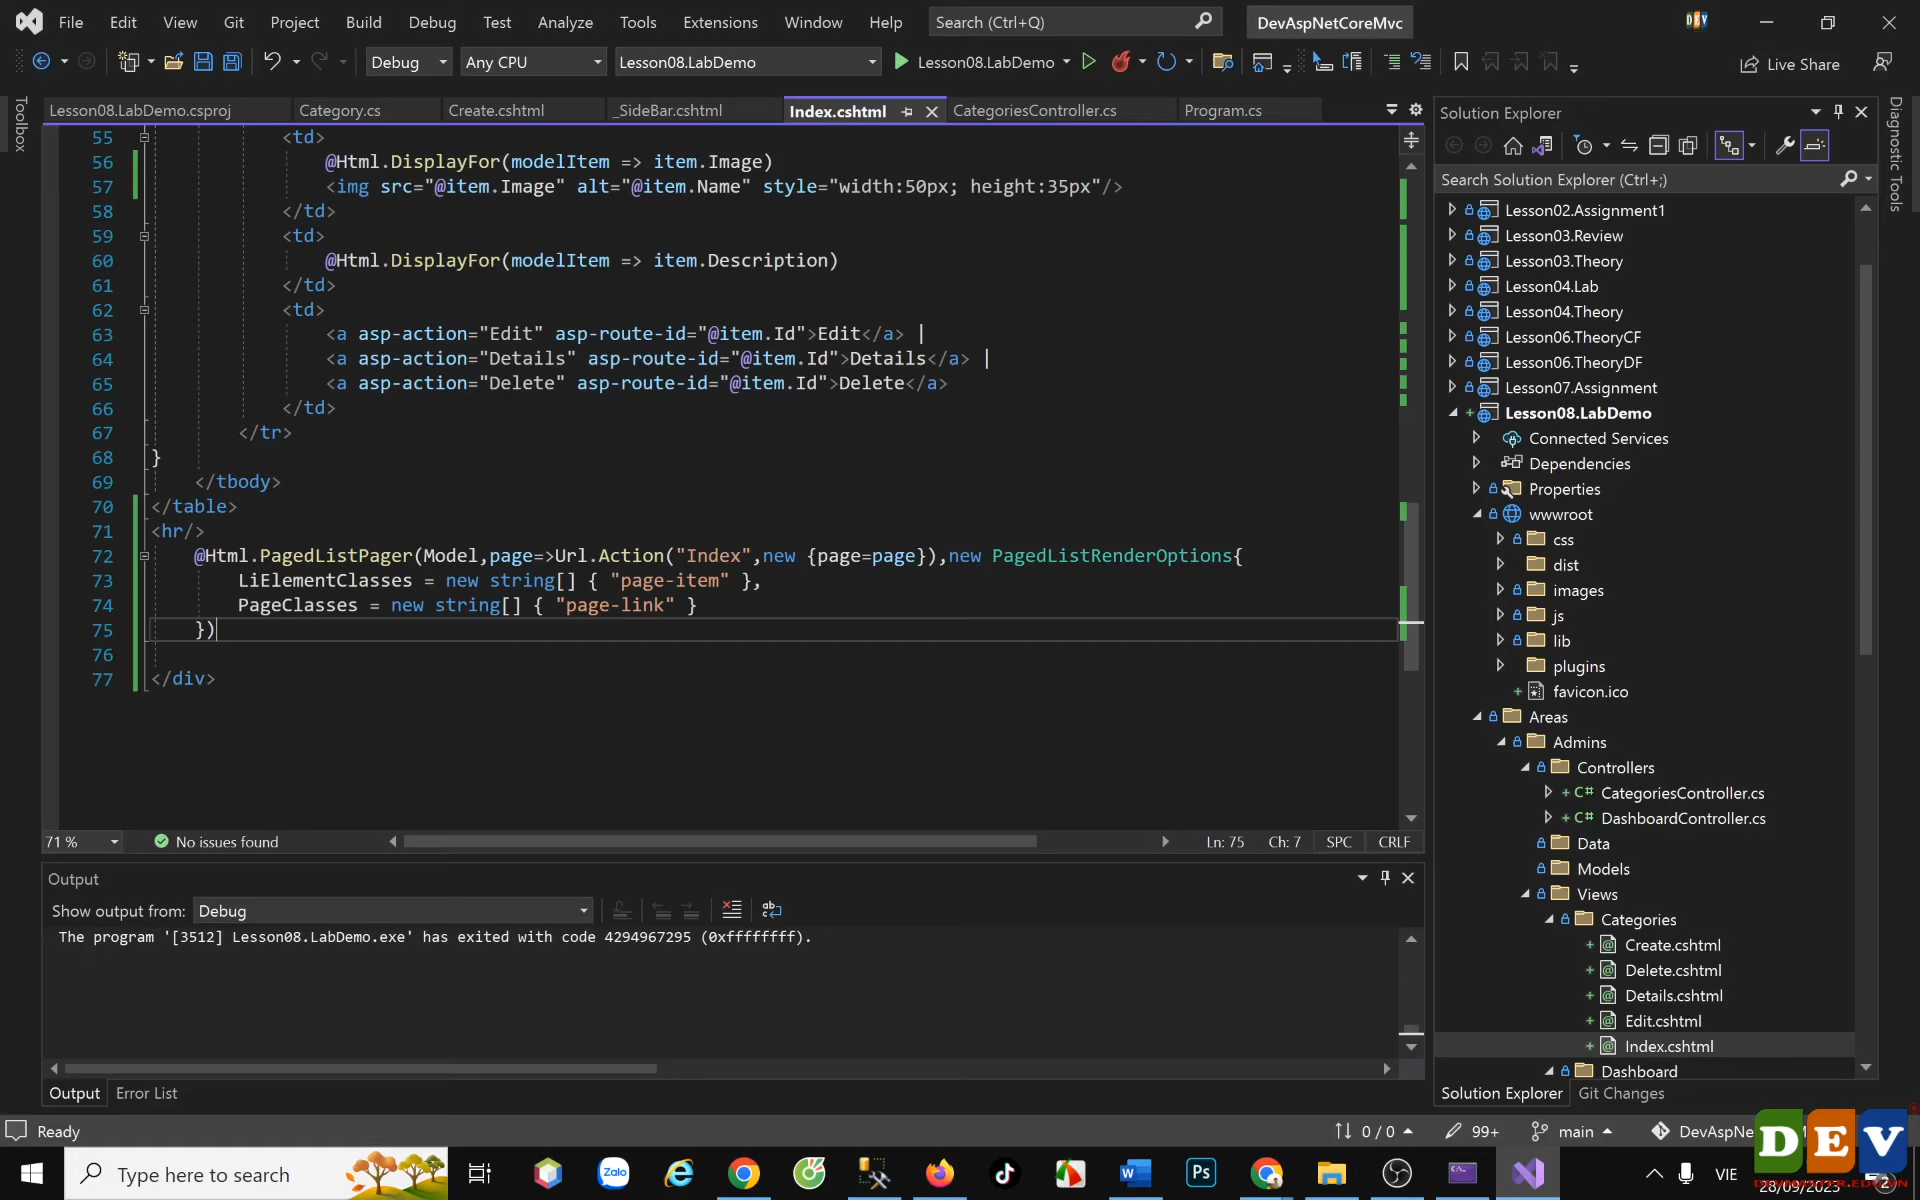 File Edit View Git Project Build Debug Test Analyze Tools Extensions Window Help Search (Ctrl+Q) DevAspNetCoreMvc
Debug Any CPU Lesson08.LabDemo Lesson08.LabDemo Live Share
Toolbox
Lesson08.LabDemo.csproj Category.cs Create.cshtml _SideBar.cshtml Index.cshtml CategoriesController.cs Program.cs
55 <td>
56 @Html.DisplayFor(modelItem => item.Image)
57 <img src="@item.Image" alt="@item.Name" style="width:50px; height:35px"/>
58 </td>
59 <td>
60 @Html.DisplayFor(modelItem => item.Description)
61 </td>
62 <td>
63 <a asp-action="Edit" asp-route-id="@item.Id">Edit</a> |
64 <a asp-action="Details" asp-route-id="@item.Id">Details</a> |
65 <a asp-action="Delete" asp-route-id="@item.Id">Delete</a>
66 </td>
67 </tr>
68 }
69 </tbody>
70 </table>
71 <hr/>
72 @Html.PagedListPager(Model,page=>Url.Action("Index",new {page=page}),new PagedListRenderOptions{
73 LiElementClasses = new string[] { "page-item" },
74 PageClasses = new string[] { "page-link" }
75 })
76
77 </div>
71 % No issues found Ln: 75 Ch: 7 SPC CRLF
Output
Show output from: Debug
The program '[3512] Lesson08.LabDemo.exe' has exited with code 4294967295 (0xffffffff).
Output Error List
Solution Explorer
Search Solution Explorer (Ctrl+;)
Lesson02.Assignment1
Lesson03.Review
Lesson03.Theory
Lesson04.Lab
Lesson04.Theory
Lesson06.TheoryCF
Lesson06.TheoryDF
Lesson07.Assignment
Lesson08.LabDemo
Connected Services
Dependencies
Properties
wwwroot
css
dist
images
js
lib
plugins
favicon.ico
Areas
Admins
Controllers
C# CategoriesController.cs
C# DashboardController.cs
Data
Models
Views
Categories
Create.cshtml
Delete.cshtml
Details.cshtml
Edit.cshtml
Index.cshtml
Dashboard
Solution Explorer Git Changes
Diagnostic Tools
Ready 0 / 0 99+ main DevAspNe
Type here to search Zalo Ps VIE 28/09/2023 2
DEV